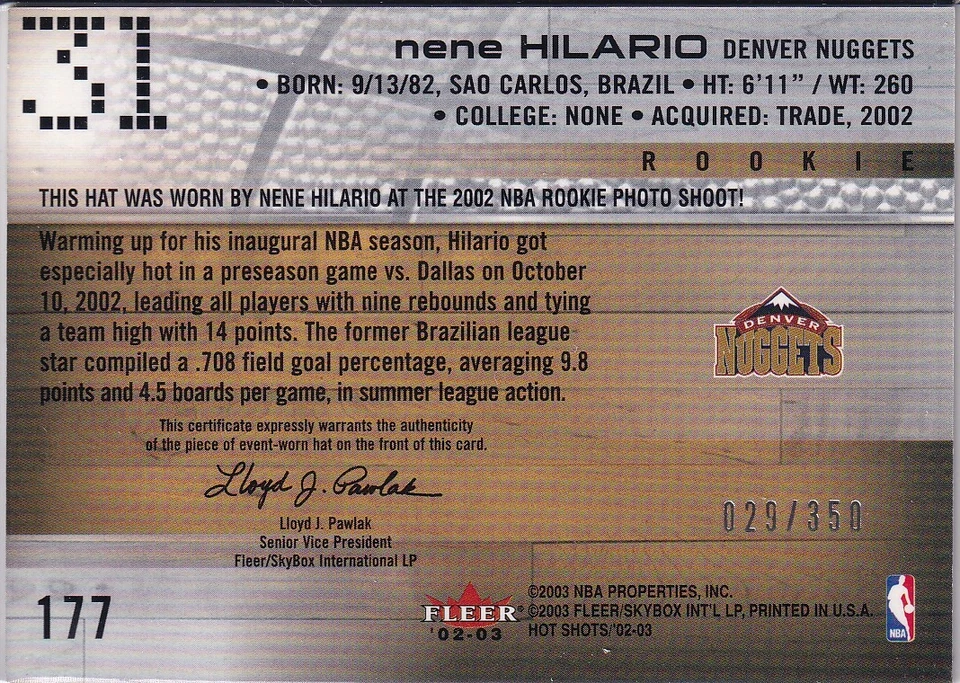 31
nene HILARIO DENVER NUGGETS
• BORN: 9/13/82, SAO CARLOS, BRAZIL • HT: 6'11” / WT: 260
• COLLEGE: NONE • ACQUIRED: TRADE, 2002
ROOKIE
THIS HAT WAS WORN BY NENE HILARIO AT THE 2002 NBA ROOKIE PHOTO SHOOT!
Warming up for his inaugural NBA season, Hilario got
especially hot in a preseason game vs. Dallas on October
10, 2002, leading all players with nine rebounds and tying
a team high with 14 points. The former Brazilian league
star compiled a .708 field goal percentage, averaging 9.8
points and 4.5 boards per game, in summer league action.
DENVER
NUGGETS
This certificate expressly warrants the authenticity
of the piece of event-worn hat on the front of this card.
Lloyd J. Pawlak
Lloyd J. Pawlak
Senior Vice President
Fleer/SkyBox International LP
029/350
177
FLEER®
'02-03
©2003 NBA PROPERTIES, INC.
©2003 FLEER/SKYBOX INT'L LP, PRINTED IN U.S.A.
HOT SHOTS/'02-03
NBA